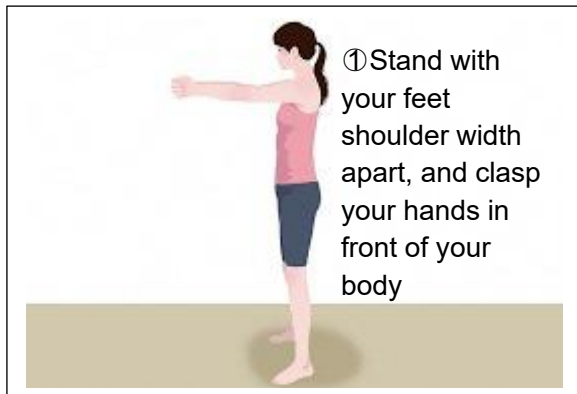 ①Stand with
your feet
shoulder width
apart, and clasp
your hands in
front of your
body